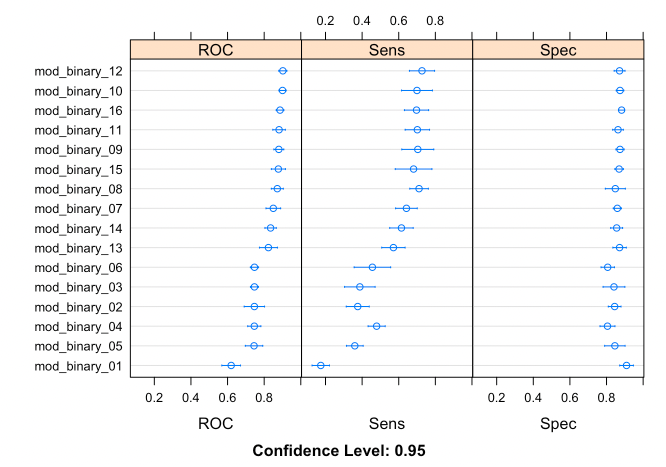 0.2 0.4 0.6 0.8
ROC Sens Spec
mod_binary_12
mod_binary_10
mod_binary_16
mod_binary_11
mod_binary_09
mod_binary_15
mod_binary_08
mod_binary_07
mod_binary_14
mod_binary_13
mod_binary_06
mod_binary_03
mod_binary_02
mod_binary_04
mod_binary_05
mod_binary_01
0.2 0.4 0.6 0.8 0.2 0.4 0.6 0.8
ROC Sens Spec
Confidence Level: 0.95